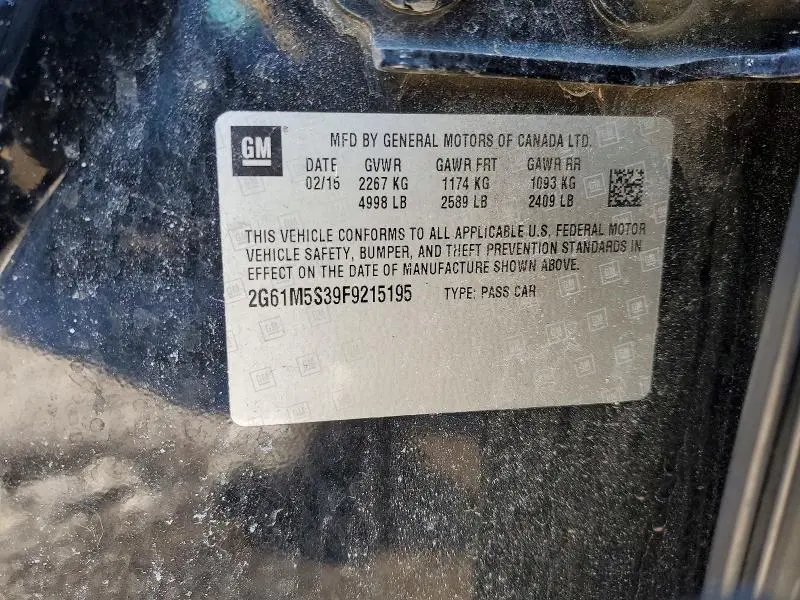 GM
MFD BY GENERAL MOTORS OF CANADA LTD.
DATE GVWR GAWR FRT GAWR RR
02/15 2267 KG 1174 KG 1093 KG
4998 LB 2589 LB 2409 LB
THIS VEHICLE CONFORMS TO ALL APPLICABLE U.S. FEDERAL MOTOR
VEHICLE SAFETY, BUMPER, AND THEFT PREVENTION STANDARDS IN
EFFECT ON THE DATE OF MANUFACTURE SHOWN ABOVE.
2G61M5S39F9215195 TYPE: PASS CAR